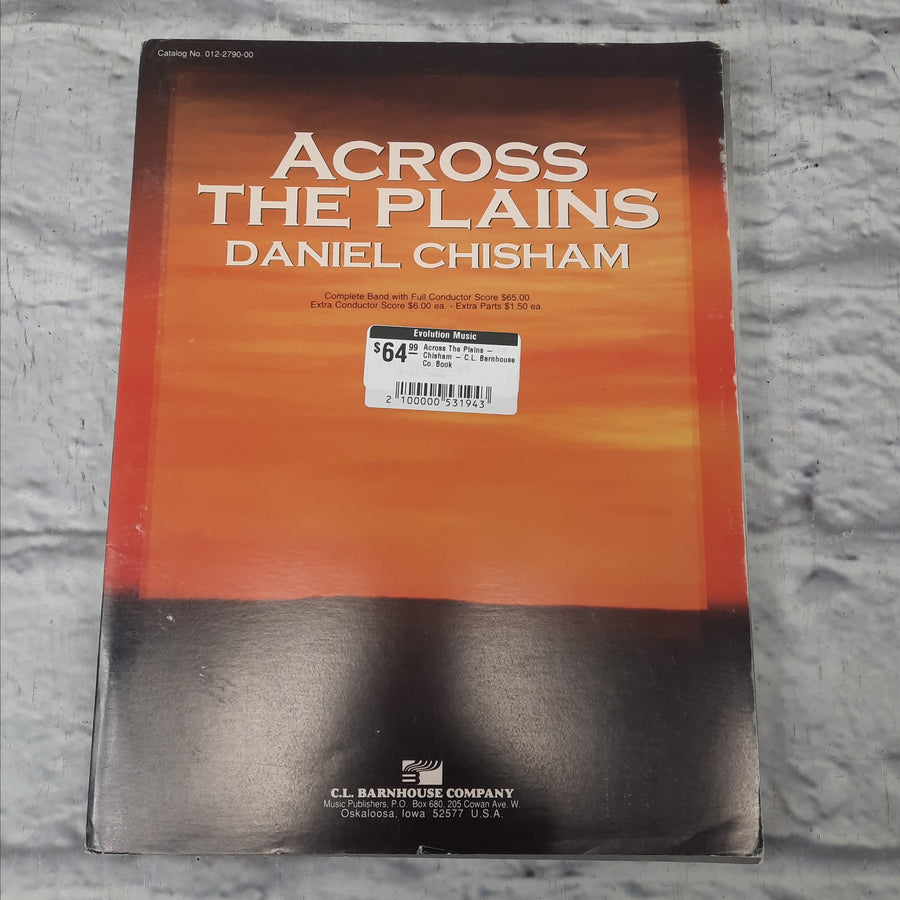 Catalog No. 012-2790-00
ACROSS
THE PLAINS
DANIEL CHISHAM
Complete Band with Full Conductor Score $65.00
Extra Conductor Score $6.00 ea. - Extra Parts $1.50 ea.
Evolution Music
$64.99 Across The Plains –
Chisham – C.L. Barnhouse
Co. Book
2 100000 531943
C.L. BARNHOUSE COMPANY
Music Publishers, P.O. Box 680, 205 Cowan Ave. W.
Oskaloosa, Iowa 52577 U.S.A.